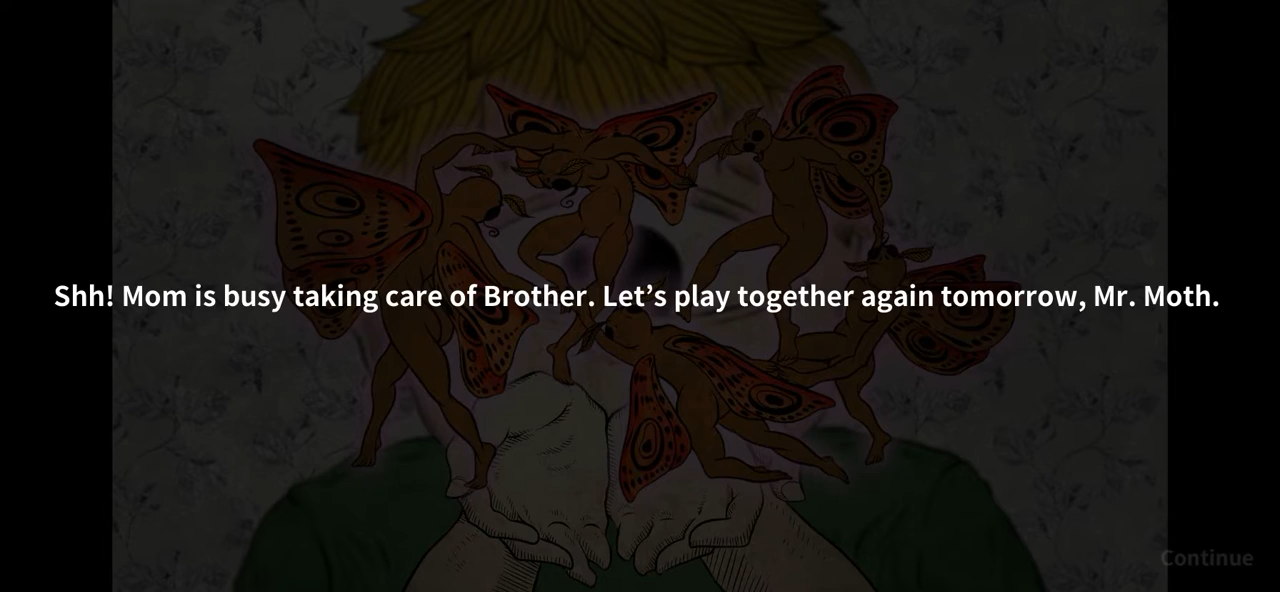 Shh! Mom is busy taking care of Brother. Let’s play together again tomorrow, Mr. Moth.
Continue